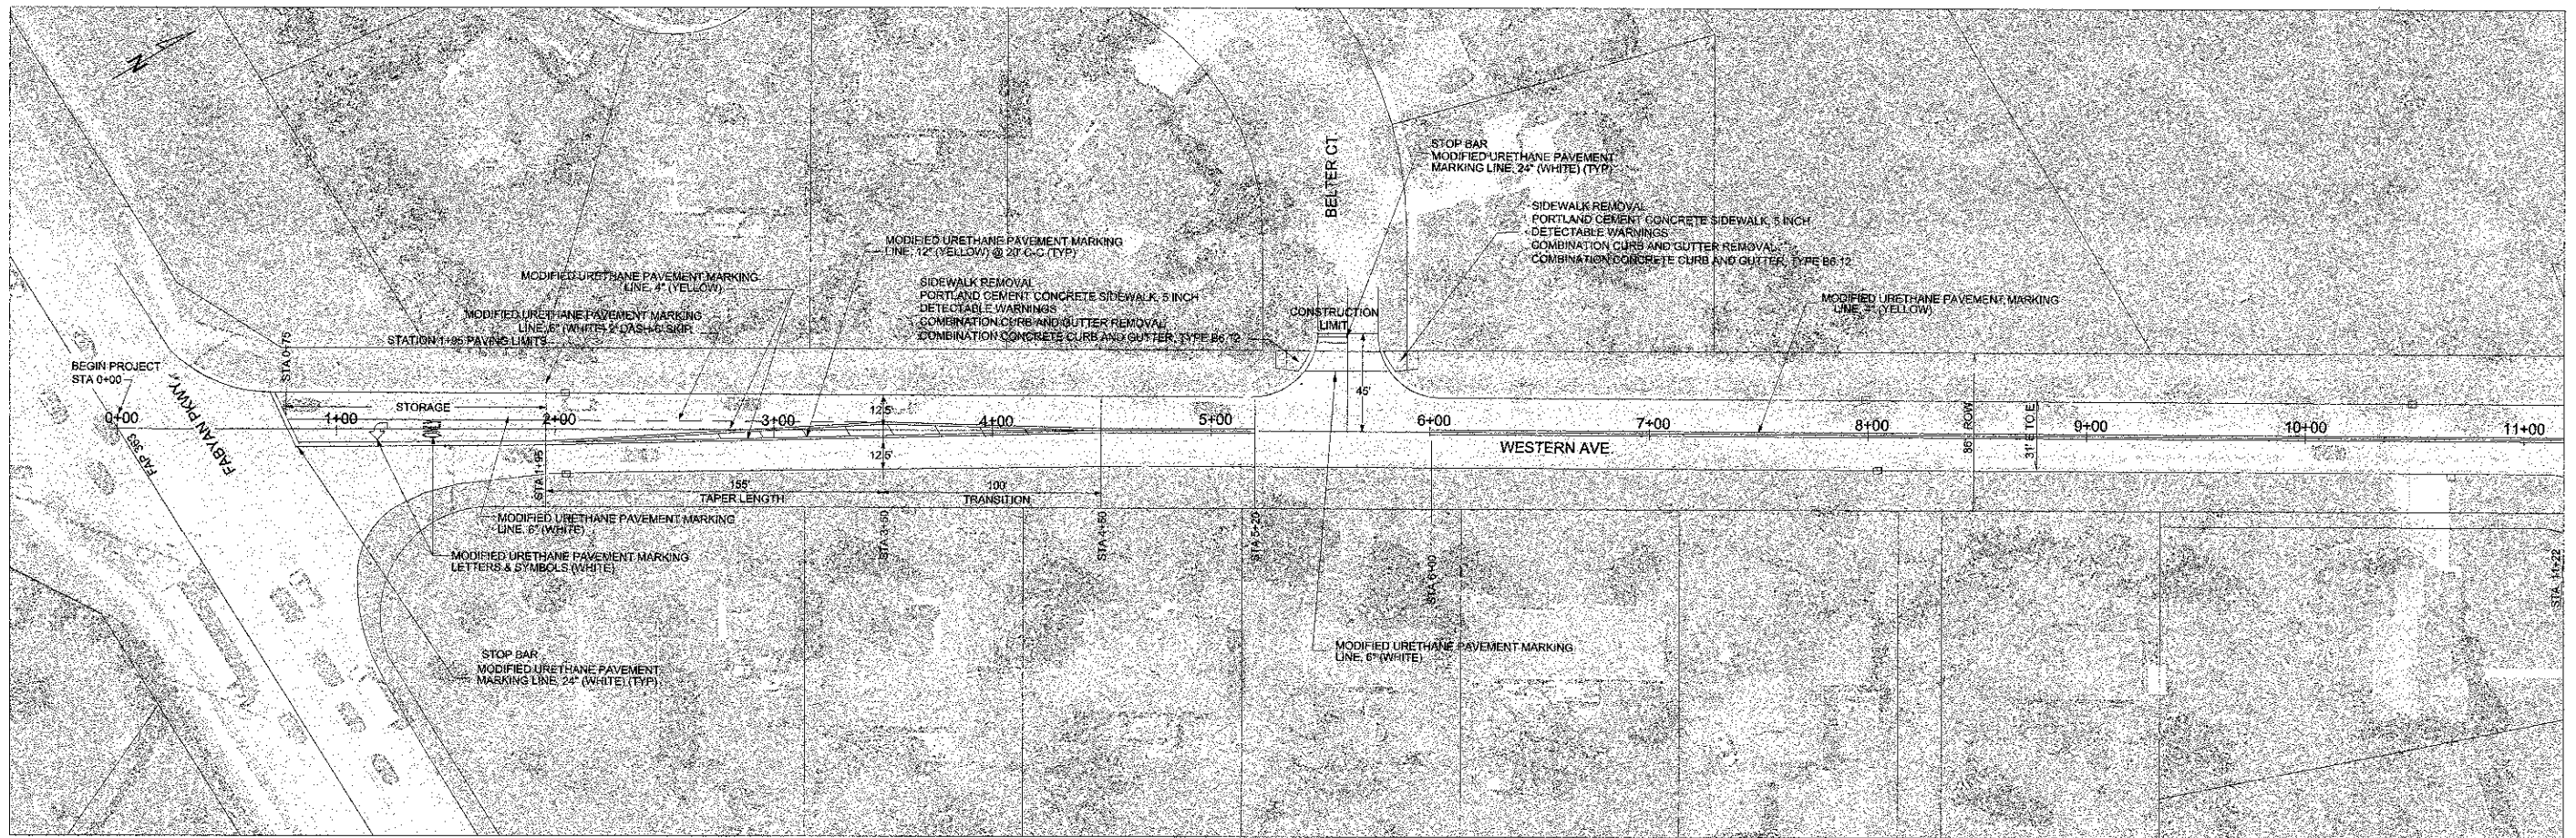 N
BELTER CT
STOP BAR
MODIFIED URETHANE PAVEMENT
MARKING LINE, 24" (WHITE) (TYP)
SIDEWALK REMOVAL
PORTLAND CEMENT CONCRETE SIDEWALK, 5 INCH
DETECTABLE WARNINGS
COMBINATION CURB AND GUTTER REMOVAL
COMBINATION CONCRETE CURB AND GUTTER, TYPE B6.12
MODIFIED URETHANE PAVEMENT MARKING
LINE, 12" (YELLOW) @ 20' C-C (TYP)
MODIFIED URETHANE PAVEMENT MARKING
LINE, 4" (YELLOW)
SIDEWALK REMOVAL
PORTLAND CEMENT CONCRETE SIDEWALK, 5 INCH
DETECTABLE WARNINGS
COMBINATION CURB AND GUTTER REMOVAL
COMBINATION CONCRETE CURB AND GUTTER, TYPE B6.12
MODIFIED URETHANE PAVEMENT MARKING
LINE, 4" (YELLOW)
MODIFIED URETHANE PAVEMENT MARKING
LINE, 6" (WHITE) 2' DASH 6' SKIP
CONSTRUCTION
LIMIT
STATION 1+95 PAVING LIMITS
STA 0+75
BEGIN PROJECT
STA 0+00
FAP 363
FABYAN PKWY
STORAGE
12.5
45'
86' ROW
31' 6" TO E
0+00
1+00
2+00
3+00
4+00
5+00
6+00
7+00
8+00
9+00
10+00
11+00
WESTERN AVE.
12.5
STA 1+95
155'
TAPER LENGTH
100'
TRANSITION
STA 3+50
STA 4+50
STA 5+20
STA 6+00
STA 11+22
MODIFIED URETHANE PAVEMENT MARKING
LINE, 6" (WHITE)
MODIFIED URETHANE PAVEMENT MARKING
LETTERS & SYMBOLS (WHITE)
STOP BAR
MODIFIED URETHANE PAVEMENT
MARKING LINE, 24" (WHITE) (TYP)
MODIFIED URETHANE PAVEMENT MARKING
LINE, 6" (WHITE)